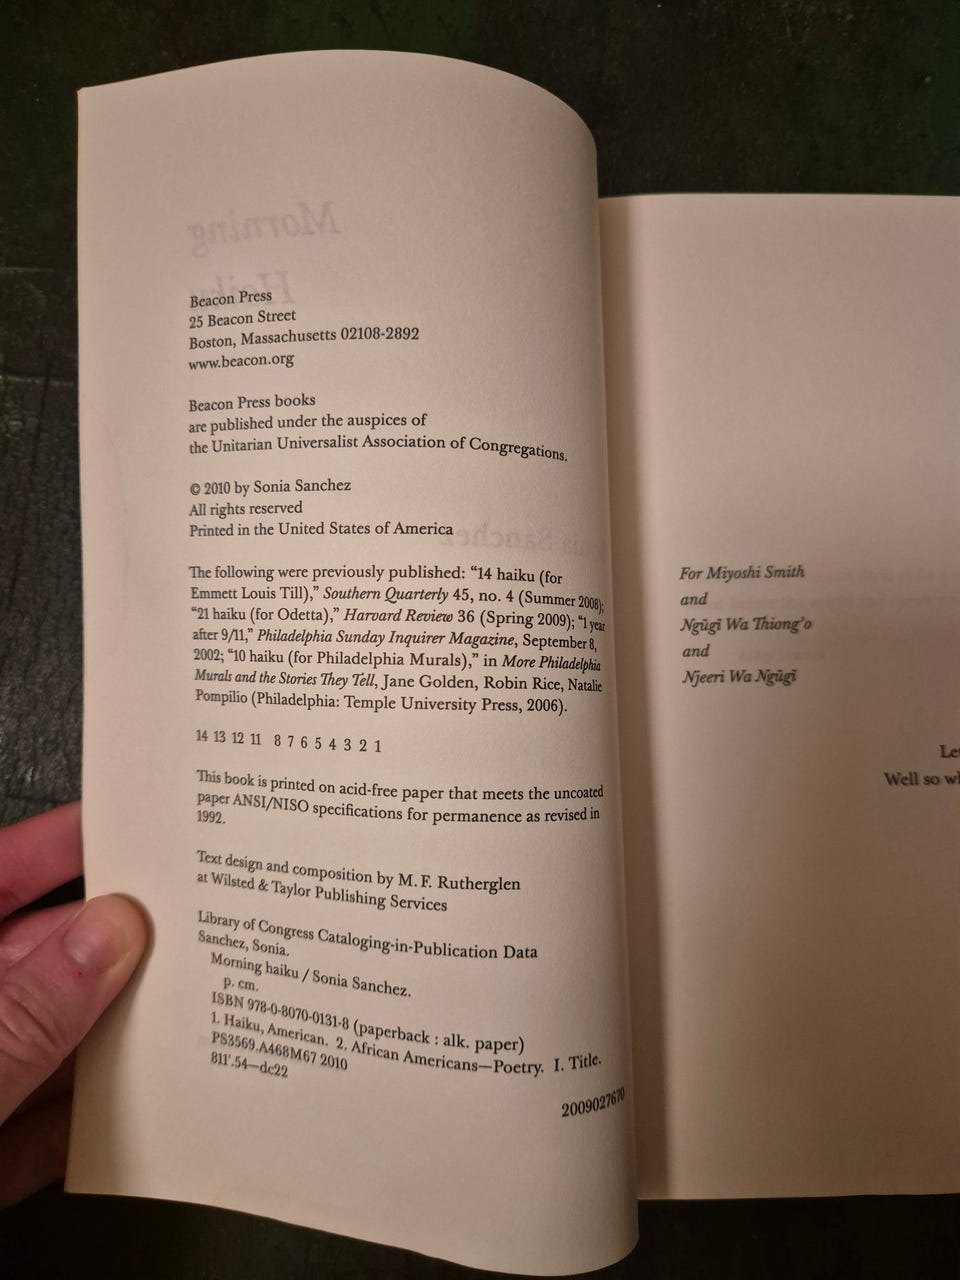 Beacon Press
25 Beacon Street
Boston, Massachusetts 02108-2892
www.beacon.org
Beacon Press books
are published under the auspices of
the Unitarian Universalist Association of Congregations.
© 2010 by Sonia Sanchez
All rights reserved
Printed in the United States of America
The following were previously published: “14 haiku (for
Emmett Louis Till),” Southern Quarterly 45, no. 4 (Summer 2008);
“21 haiku (for Odetta),” Harvard Review 36 (Spring 2009); “1 year
after 9/11,” Philadelphia Sunday Inquirer Magazine, September 8,
2002; “10 haiku (for Philadelphia Murals),” in More Philadelphia
Murals and the Stories They Tell, Jane Golden, Robin Rice, Natalie
Pompilio (Philadelphia: Temple University Press, 2006).
14 13 12 11 8 7 6 5 4 3 2 1
This book is printed on acid-free paper that meets the uncoated
paper ANSI/NISO specifications for permanence as revised in
1992.
Text design and composition by M. F. Rutherglen
at Wilsted & Taylor Publishing Services
Library of Congress Cataloging-in-Publication Data
Sanchez, Sonia.
Morning haiku / Sonia Sanchez.
p. cm.
ISBN 978-0-8070-0131-8 (paperback : alk. paper)
1. Haiku, American. 2. African Americans—Poetry. I. Title.
PS3569.A468M67 2010
811'.54—dc22
2009027670
For Miyoshi Smith
and
Ngũgĩ Wa Thiong’o
and
Njeeri Wa Ngũgĩ
Well so